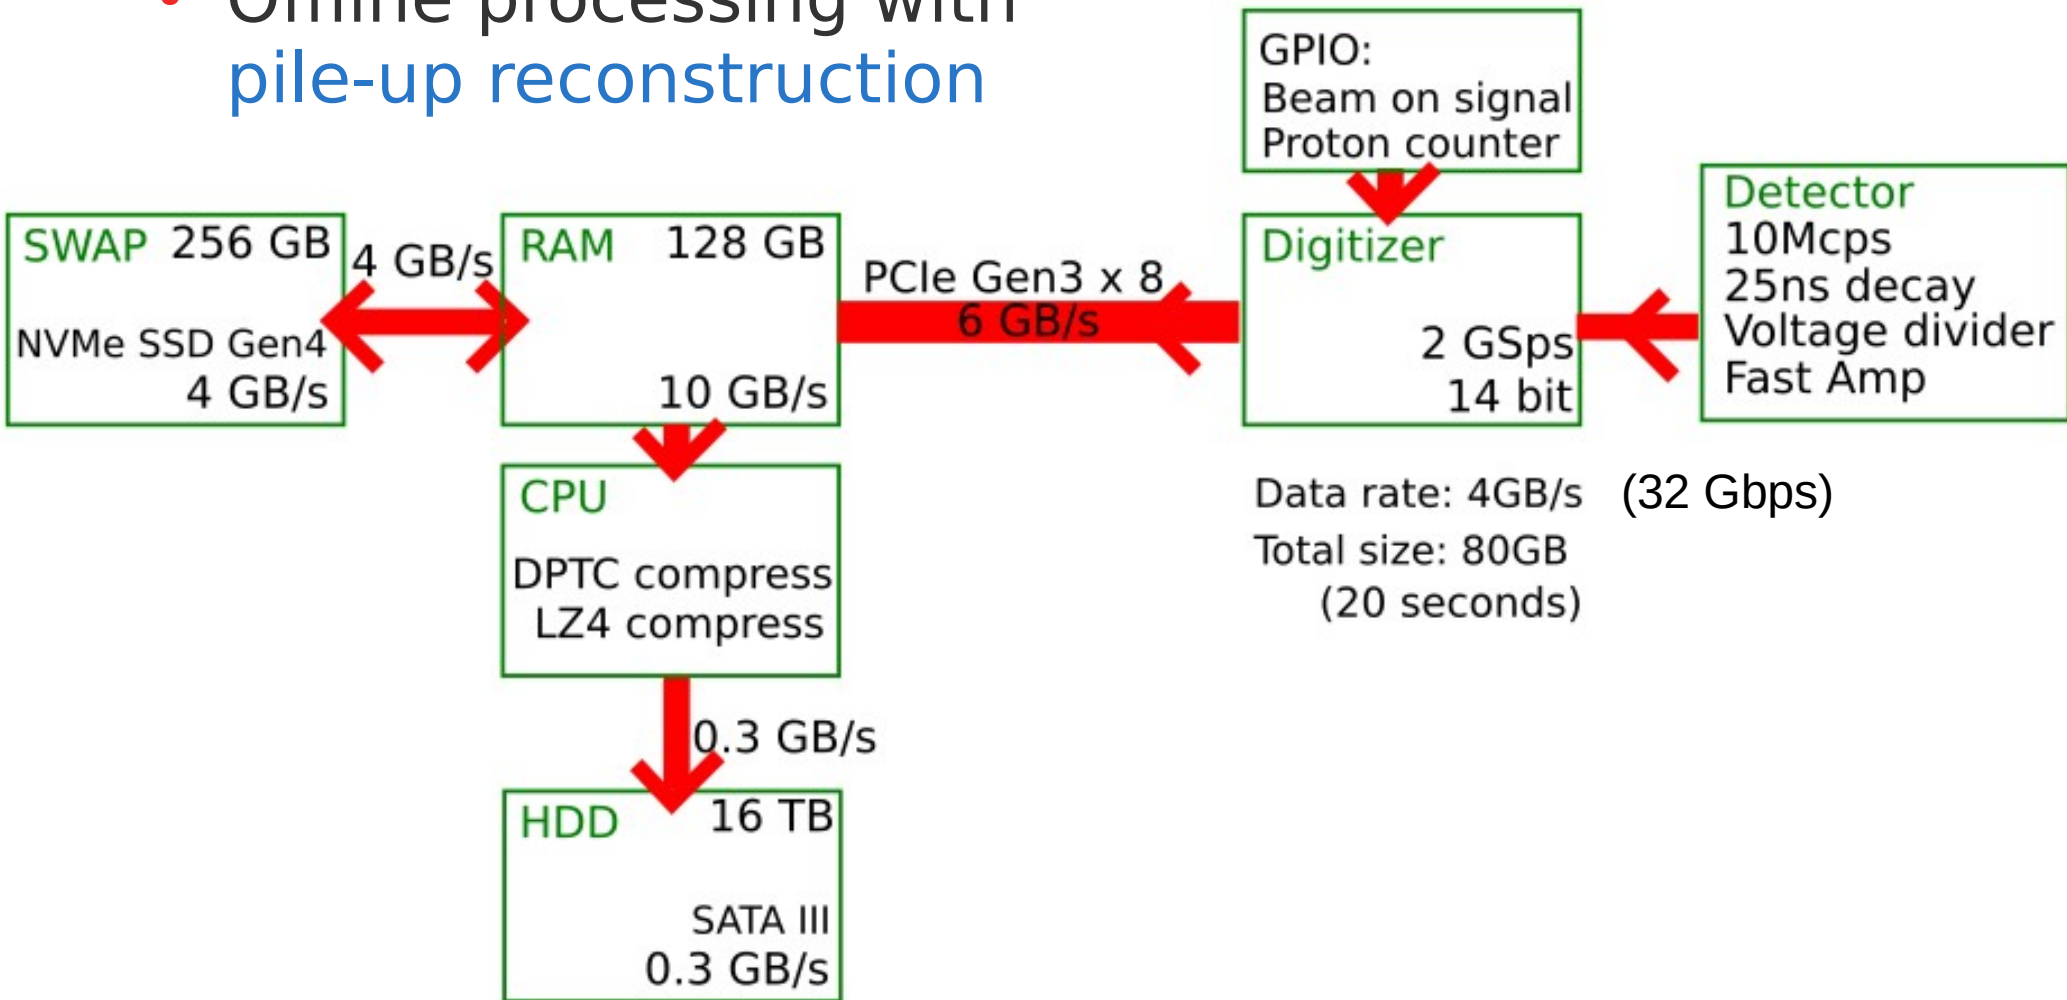 • Offline processing with
pile-up reconstruction
GPIO:
Beam on signal
Proton counter
SWAP 256 GB
NVMe SSD Gen4
4 GB/s
4 GB/s
RAM 128 GB
10 GB/s
PCIe Gen3 x 8
6 GB/s
Digitizer
2 GSps
14 bit
Detector
10Mcps
25ns decay
Voltage divider
Fast Amp
Data rate: 4GB/s (32 Gbps)
Total size: 80GB
(20 seconds)
CPU
DPTC compress
LZ4 compress
0.3 GB/s
HDD 16 TB
SATA III
0.3 GB/s